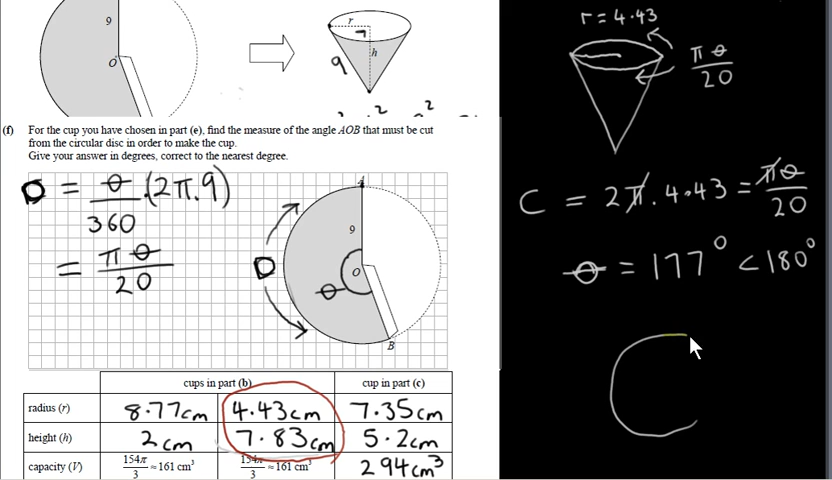 9
O
r
h
9
r = 4.43
πθ
20
(f) For the cup you have chosen in part (e), find the measure of the angle AOB that must be cut
from the circular disc in order to make the cup.
Give your answer in degrees, correct to the nearest degree.
D = θ/360 . (2π.9)
= πθ/20
A
9
O
D
θ
B
C = 2π . 4.43 = πθ/20
θ = 177° < 180°
cups in part (b) cup in part (c)
radius (r) 8.77cm 4.43cm 7.35cm
height (h) 2cm 7.83cm 5.2cm
capacity (V) 154π/3 ≈ 161 cm³ 154π/3 ≈ 161 cm³ 294cm³